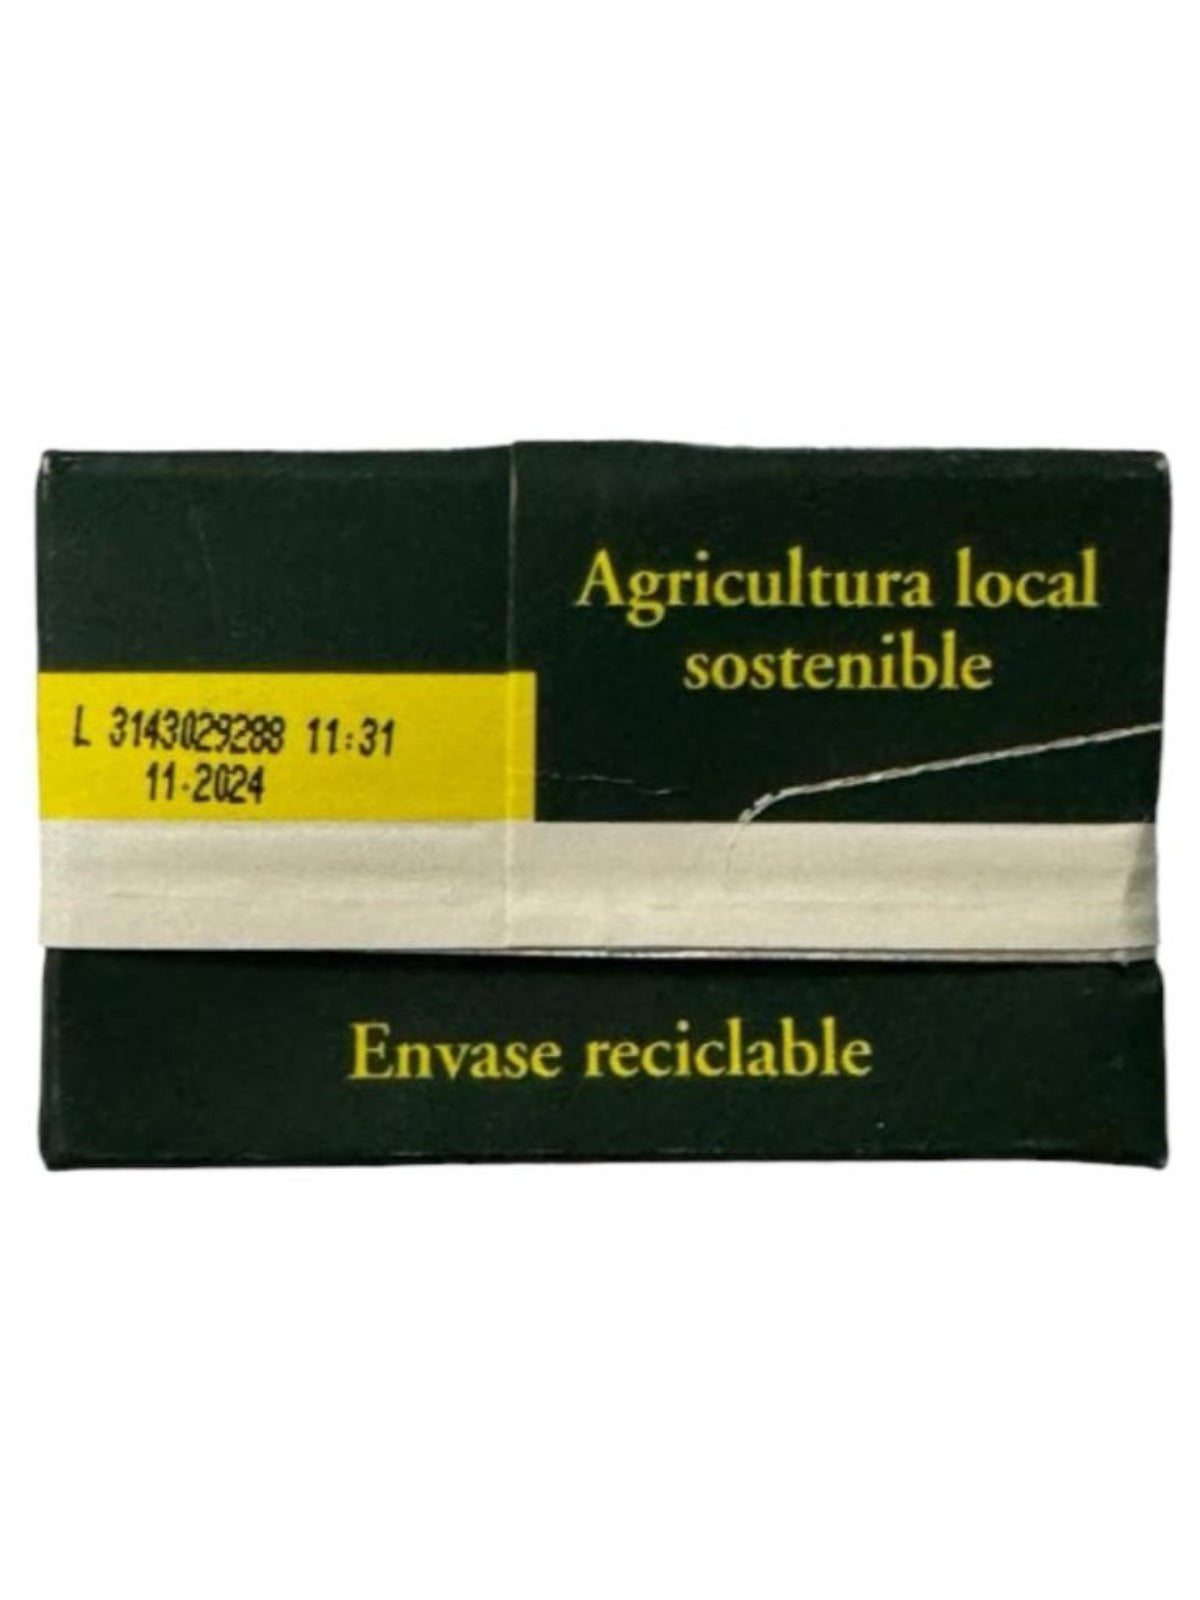 Agricultura local
sostenible
L 3143029288 11:31
11-2024
Envase reciclable